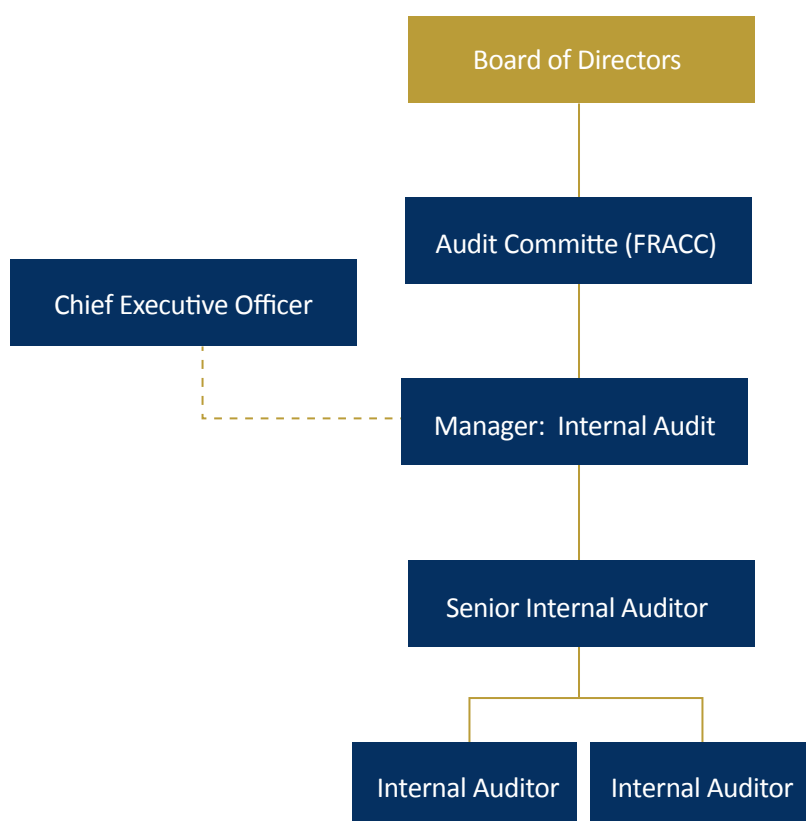 Board of Directors
Audit Committe (FRACC)
Chief Executive Officer
Manager:  Internal Audit
Senior Internal Auditor
Internal Auditor
Internal Auditor